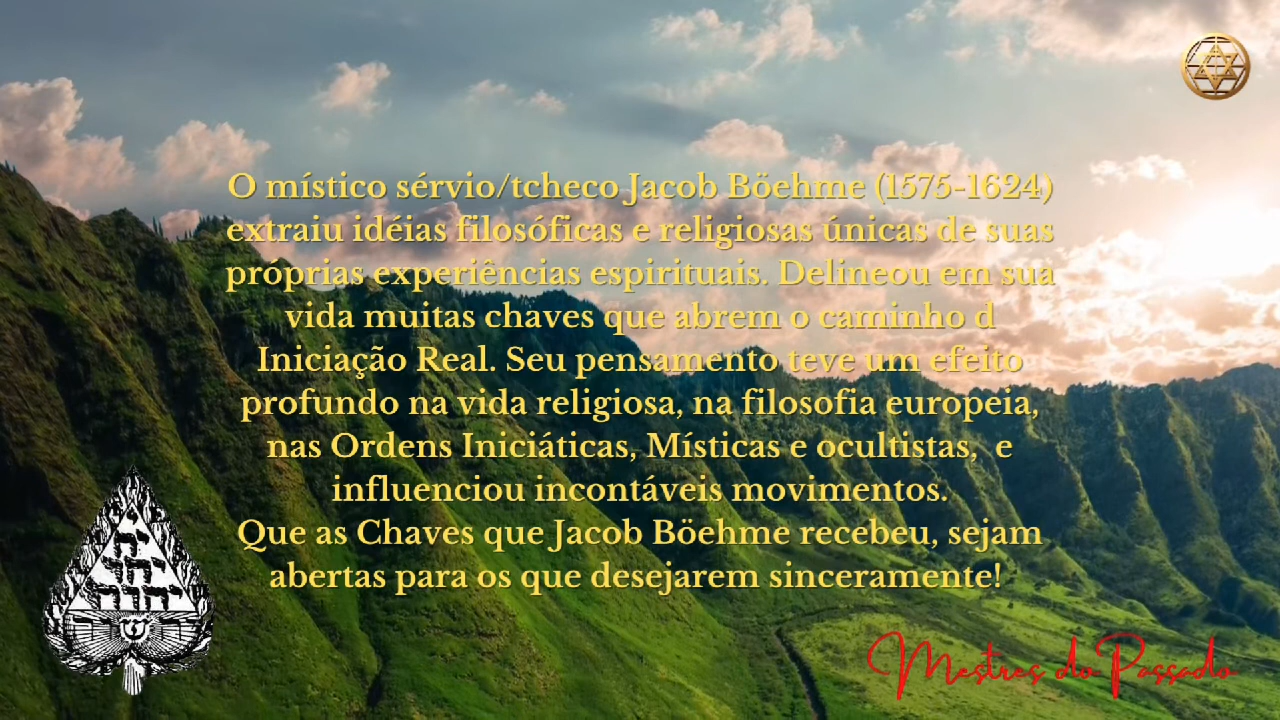 O místico sérvio/tcheco Jacob Böehme (1575-1624)
extraiu idéias filosóficas e religiosas únicas de suas
próprias experiências espirituais. Delineou em sua
vida muitas chaves que abrem o caminho d
Iniciação Real. Seu pensamento teve um efeito
profundo na vida religiosa, na filosofia europeia,
nas Ordens Iniciáticas, Místicas e ocultistas, e
influenciou incontáveis movimentos.
Que as Chaves que Jacob Böehme recebeu, sejam
abertas para os que desejarem sinceramente!
יה
יהו
יהוה
Mestres do Passado